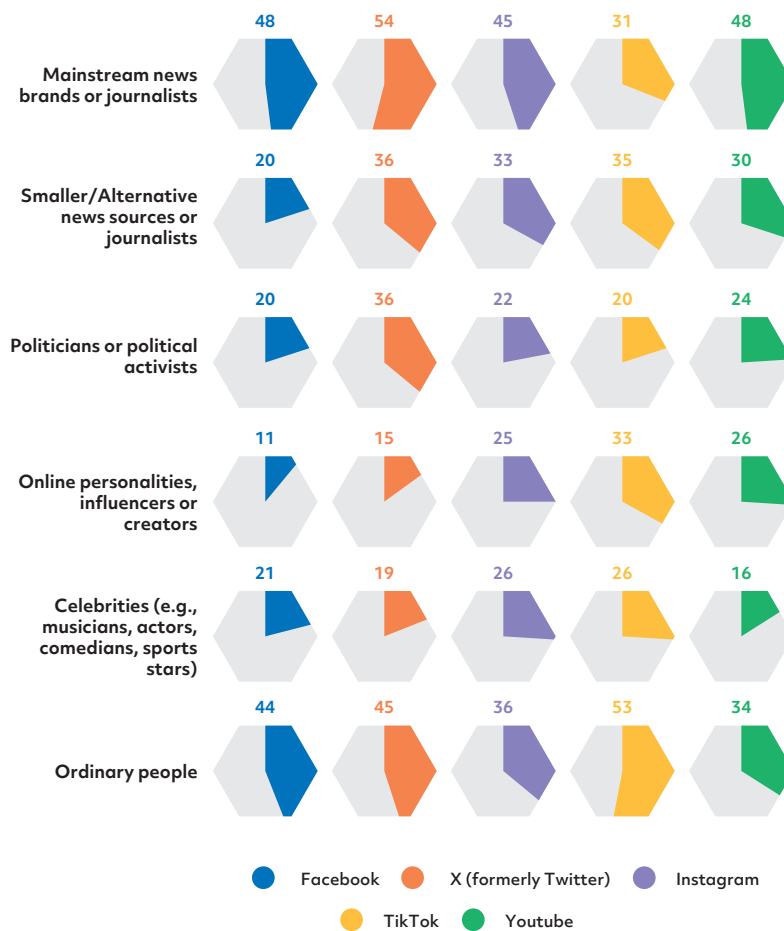 48 54 45 31 48
Mainstream news
brands or journalists
20 36 33 35 30
Smaller/Alternative
news sources or
journalists
20 36 22 20 24
Politicians or political
activists
11 15 25 33 26
Online personalities,
influencers or
creators
21 19 26 26 16
Celebrities (e.g.,
musicians, actors,
comedians, sports
stars)
44 45 36 53 34
Ordinary people
Facebook X (formerly Twitter) Instagram
TikTok Youtube